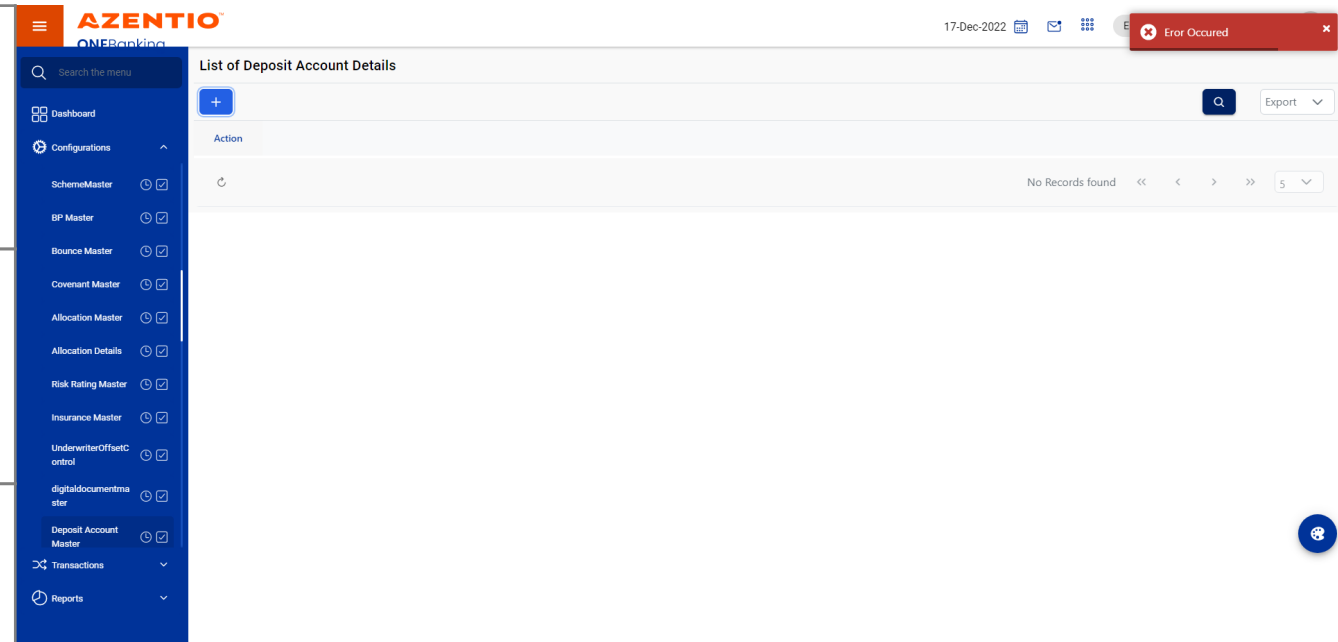 AZENTIO™
ONEBanking
17-Dec-2022
E
Eror Occured
Search the menu
List of Deposit Account Details
Dashboard
Export
Configurations
Action
SchemeMaster
No Records found
5
BP Master
Bounce Master
Covenant Master
Allocation Master
Allocation Details
Risk Rating Master
Insurance Master
UnderwriterOffsetC
ontrol
digitaldocumentma
ster
Deposit Account
Master
Transactions
Reports